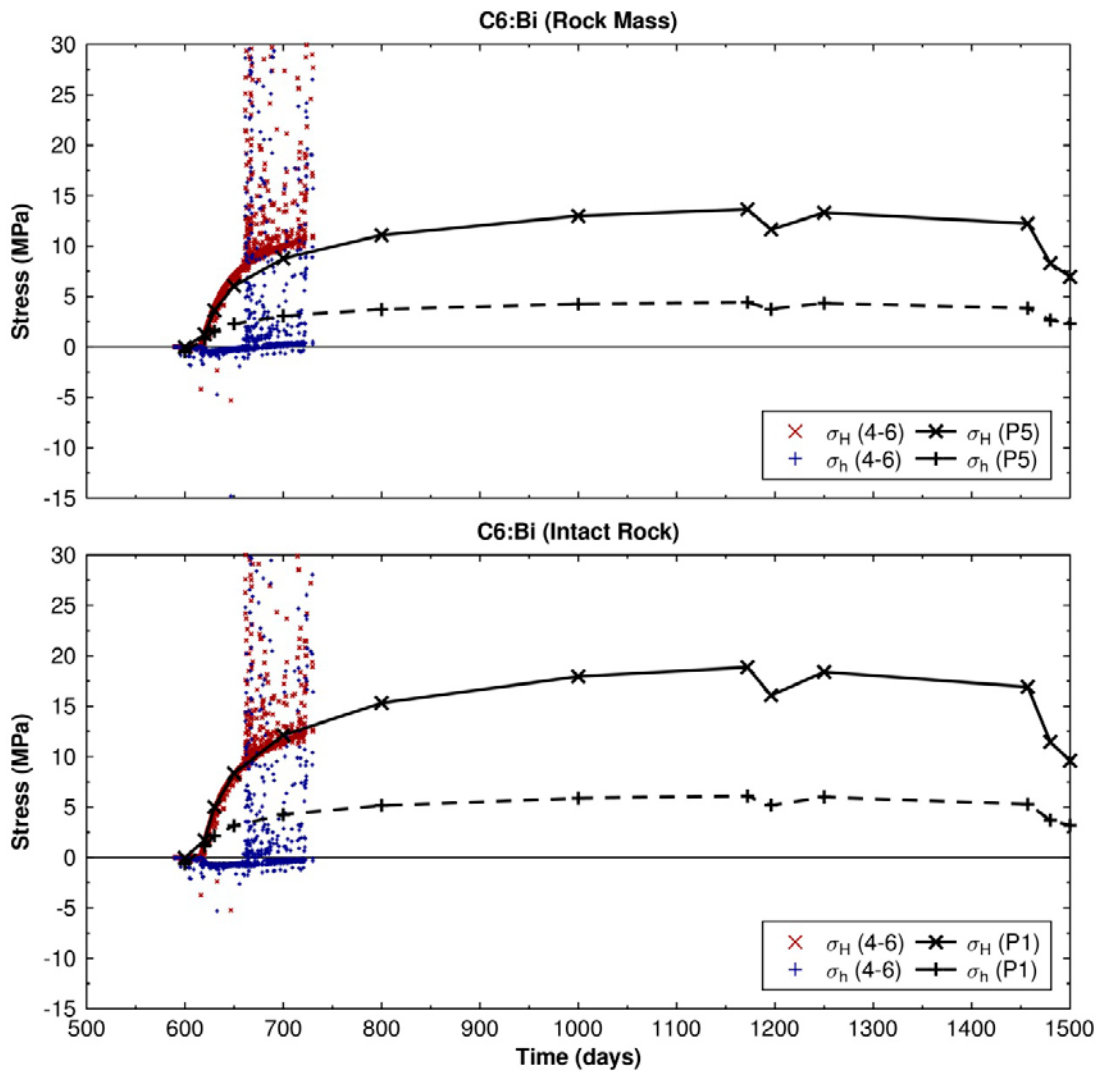 C6:Bi (Rock Mass)
30
25
20
15
10
5
0
-5
-10
-15
Stress (MPa)
σH (4-6) σH (P5)
σh (4-6) σh (P5)
C6:Bi (Intact Rock)
30
25
20
15
10
5
0
-5
-10
-15
Stress (MPa)
σH (4-6) σH (P1)
σh (4-6) σh (P1)
500 600 700 800 900 1000 1100 1200 1300 1400 1500
Time (days)